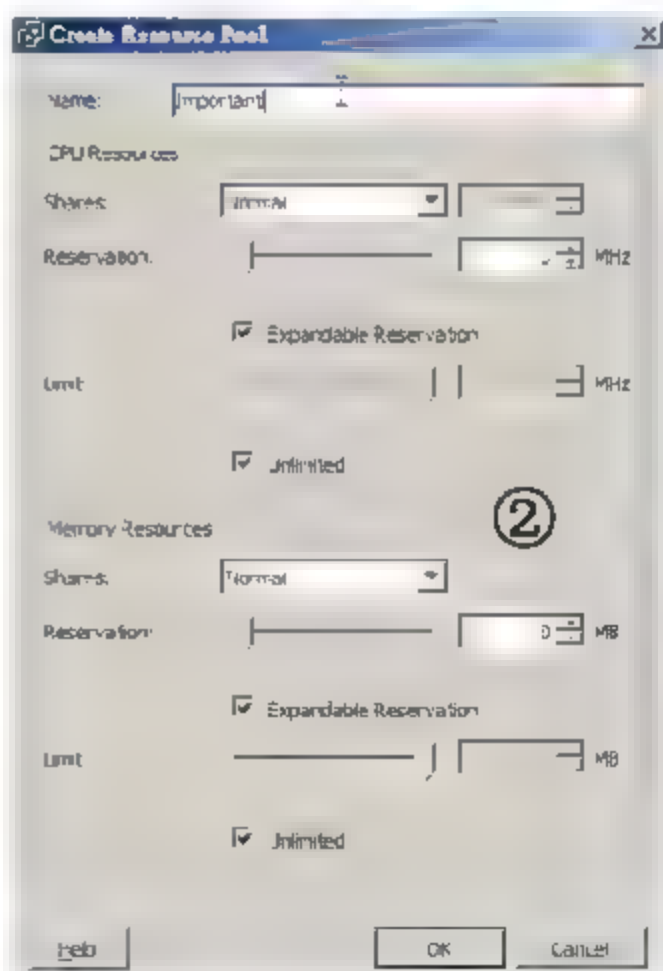 Create Resource Pool
Name: Important
CPU Resources
Shares: Normal
Reservation: MHz
Expandable Reservation
Limit MHz
Unlimited
②
Memory Resources
Shares: Normal
Reservation: 0 MB
Expandable Reservation
Limit MB
Unlimited
Help OK Cancel